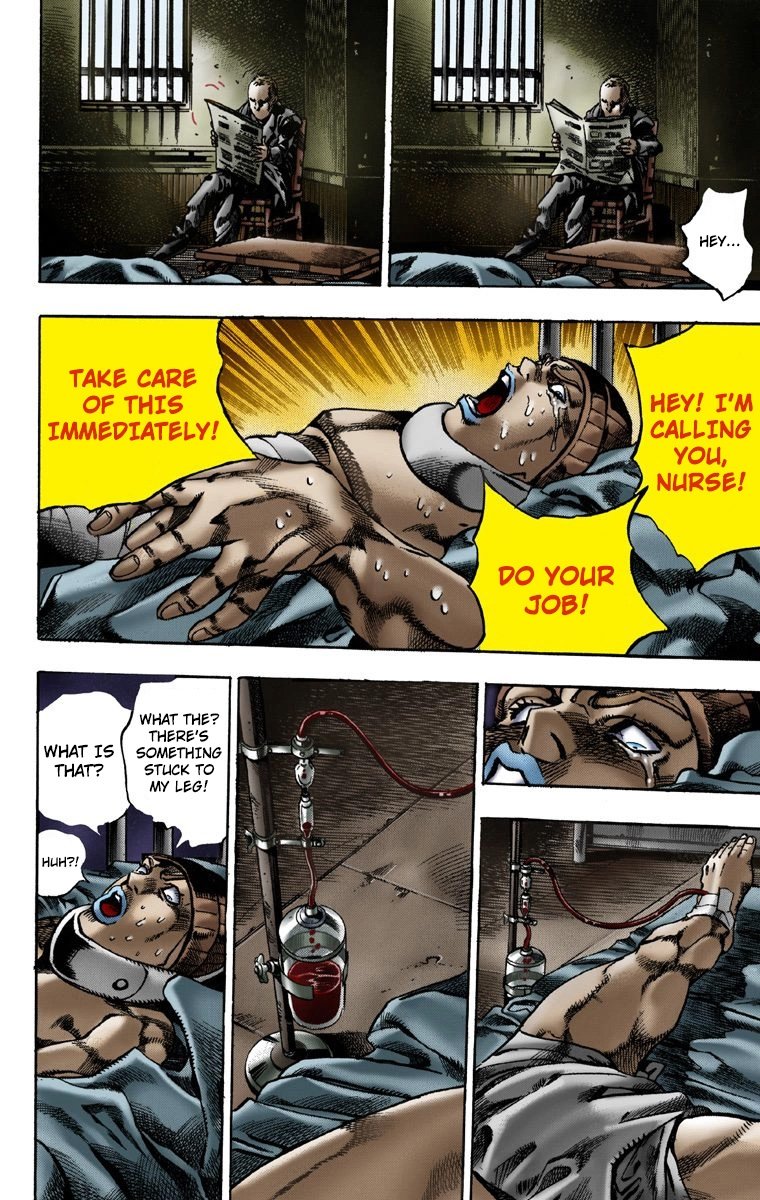 HEY...
HEY! I'M
CALLING
YOU,
NURSE!
DO YOUR
JOB!
TAKE CARE
OF THIS
IMMEDIATELY!
WHAT THE?
THERE'S
SOMETHING
STUCK TO
MY LEG!
WHAT IS
THAT?
HUH?!